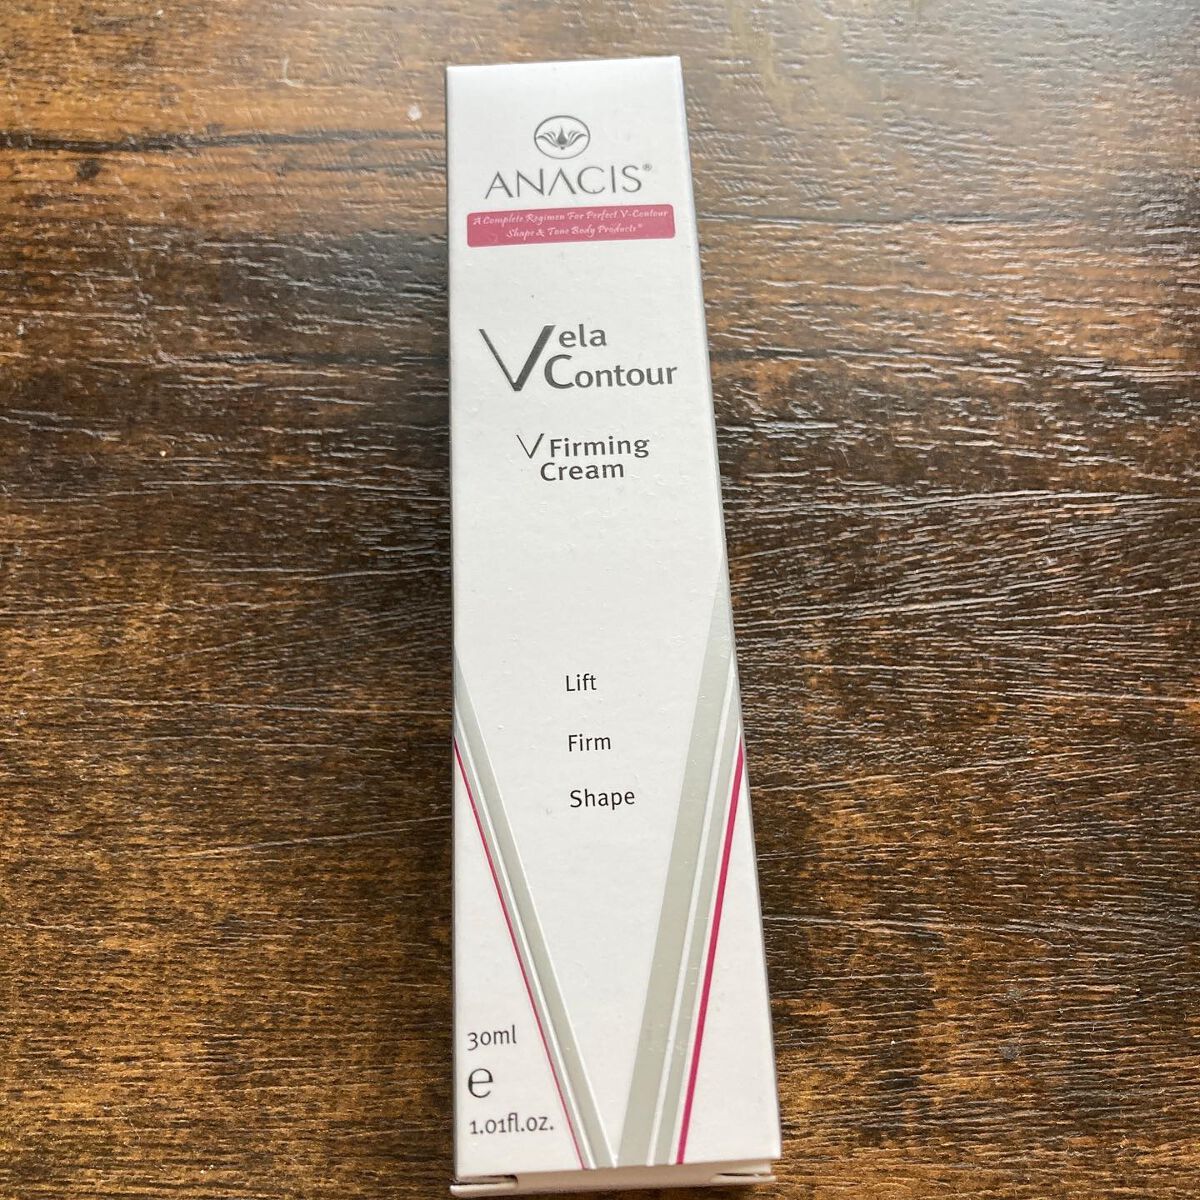 ANACIS®
A Complete Regimen For Perfect V-Contour
Shape & Tone Body Products®
Vela
Contour
V Firming
Cream
Lift
Firm
Shape
30ml
e
1.01fl.oz.